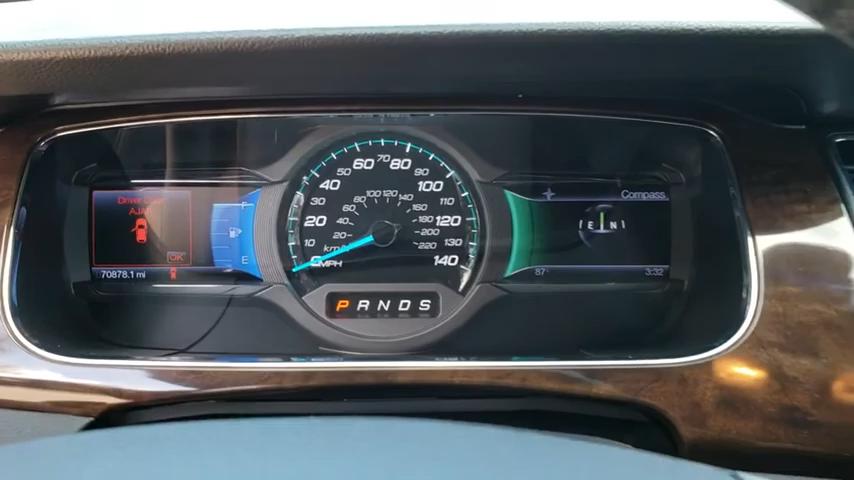 Driver Door
AJAR
OK
70878.1 mi
F
E
10 20 30 40 50 60 70 80 90 100 110 120 130 140
20 40 60 80 100 120 140 160 180 200 220
km/h
MPH
P R N D S
Compass
87°
3:32